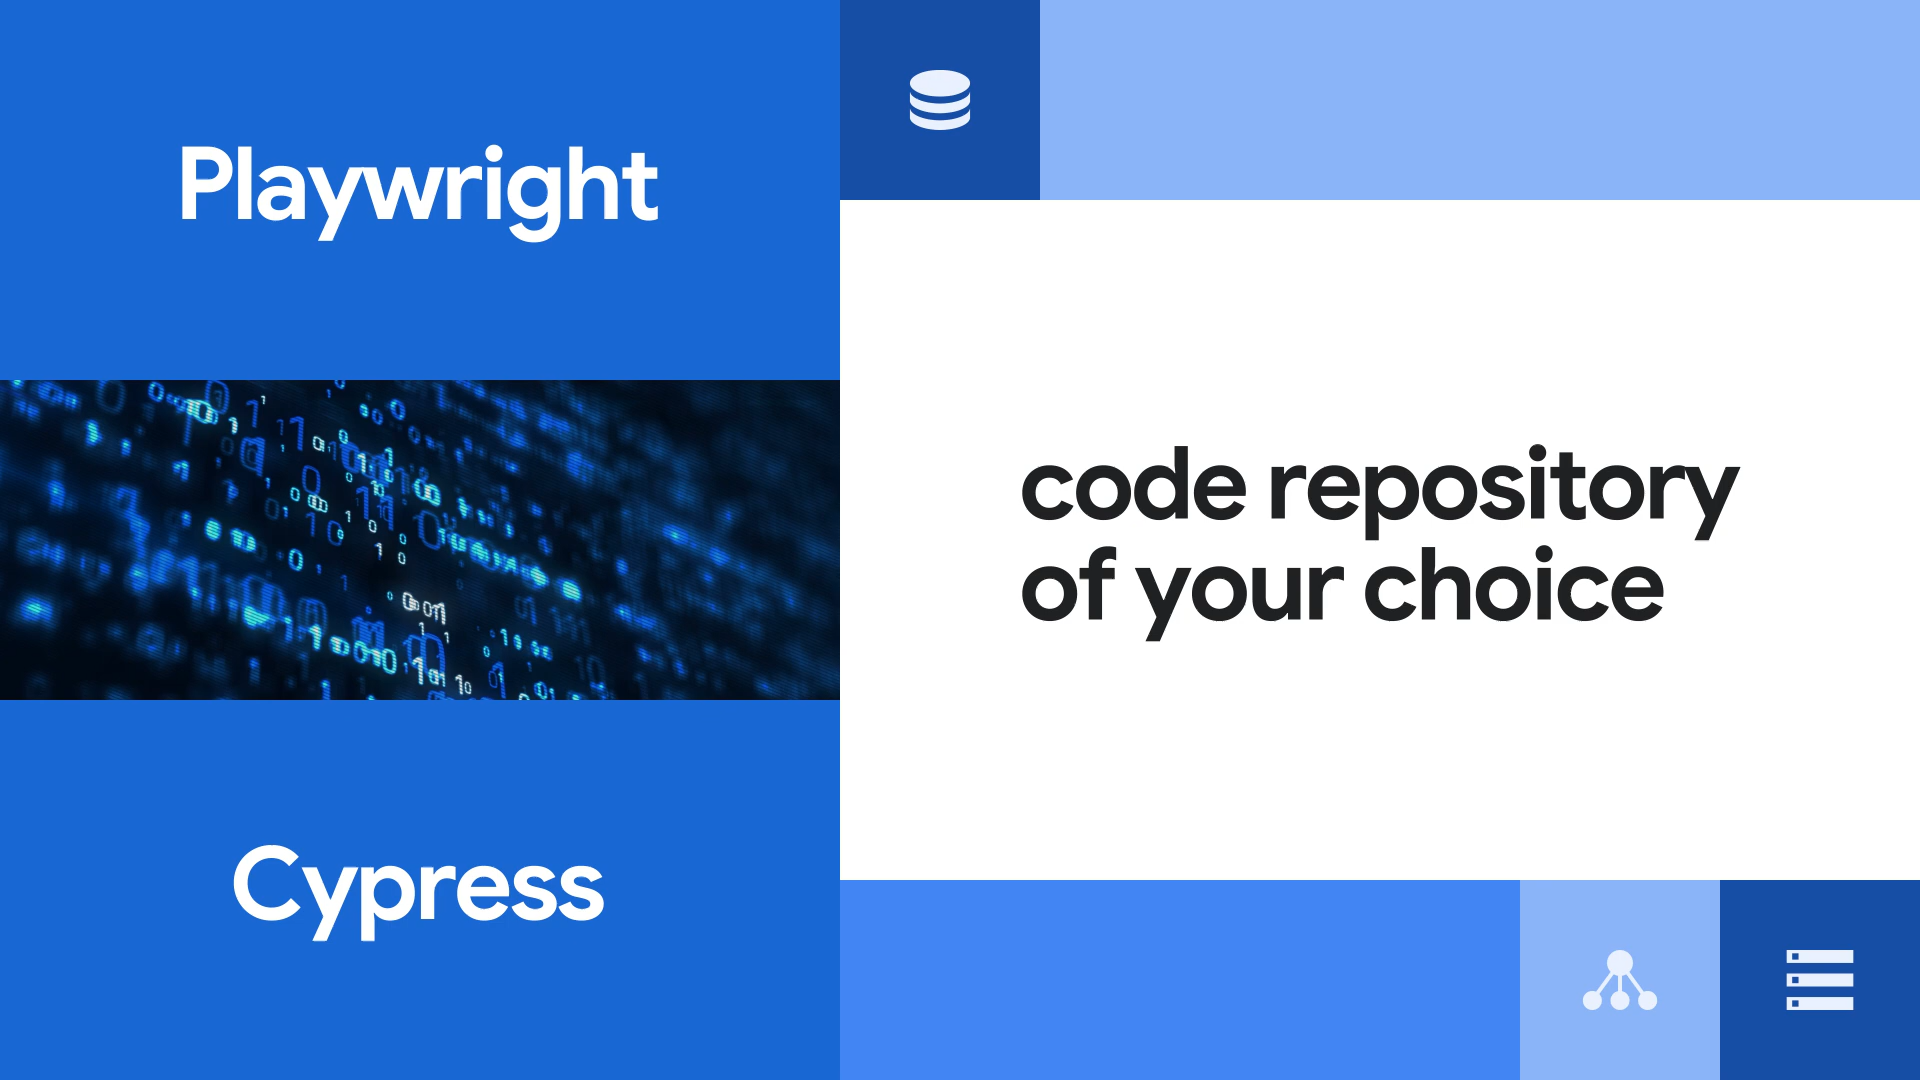 Playwright
Cypress
code repository
of your choice